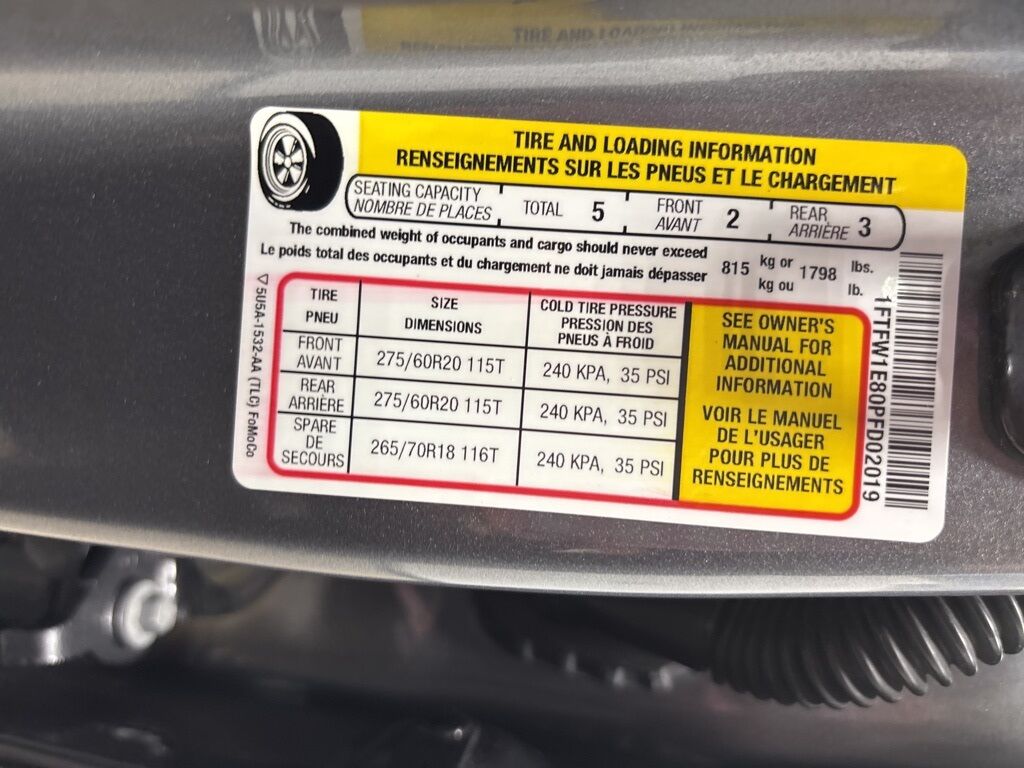 TIRE AND LOADING INFORMATION
RENSEIGNEMENTS SUR LES PNEUS ET LE CHARGEMENT
SEATING CAPACITY
NOMBRE DE PLACES
TOTAL 5
FRONT
AVANT 2
REAR
ARRIÈRE 3
The combined weight of occupants and cargo should never exceed
Le poids total des occupants et du chargement ne doit jamais dépasser
815 kg or 1798 lbs.
kg ou lb.
TIRE
PNEU
SIZE
DIMENSIONS
COLD TIRE PRESSURE
PRESSION DES
PNEUS À FROID
FRONT
AVANT
275/60R20 115T
240 KPA, 35 PSI
REAR
ARRIÈRE
275/60R20 115T
240 KPA, 35 PSI
SPARE
DE
SECOURS
265/70R18 116T
240 KPA, 35 PSI
SEE OWNER'S
MANUAL FOR
ADDITIONAL
INFORMATION
VOIR LE MANUEL
DE L'USAGER
POUR PLUS DE
RENSEIGNEMENTS
5U5A-1532-AA (TLC) FoMoCo
1FTFW1E80PFD02019
TIRE AND LOADING INFORMATION